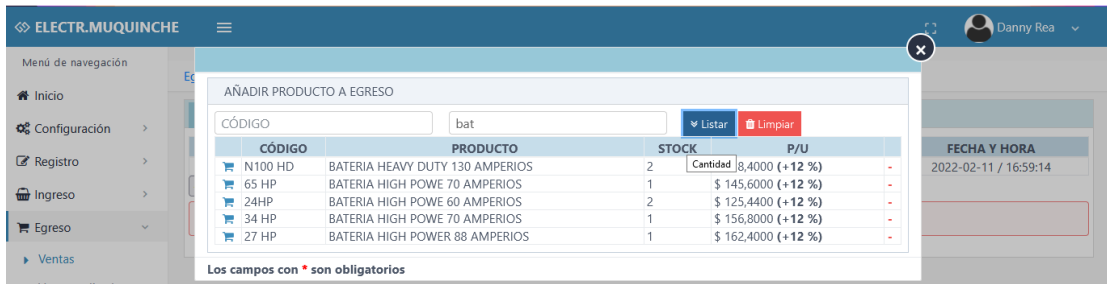 ELECTR.MUQUINCHE
Danny Rea
Menú de navegación
Inicio
Configuración
Registro
Ingreso
Egreso
Ventas
x
AÑADIR PRODUCTO A EGRESO
CÓDIGO bat Listar Limpiar
CÓDIGO PRODUCTO STOCK P/U
N100 HD BATERIA HEAVY DUTY 130 AMPERIOS 2 8,4000 (+12 %) -
Cantidad
65 HP BATERIA HIGH POWE 70 AMPERIOS 1 $ 145,6000 (+12 %) -
24HP BATERIA HIGH POWE 60 AMPERIOS 2 $ 125,4400 (+12 %) -
34 HP BATERIA HIGH POWE 70 AMPERIOS 1 $ 156,8000 (+12 %) -
27 HP BATERIA HIGH POWER 88 AMPERIOS 1 $ 162,4000 (+12 %) -
Los campos con * son obligatorios
FECHA Y HORA
2022-02-11 / 16:59:14